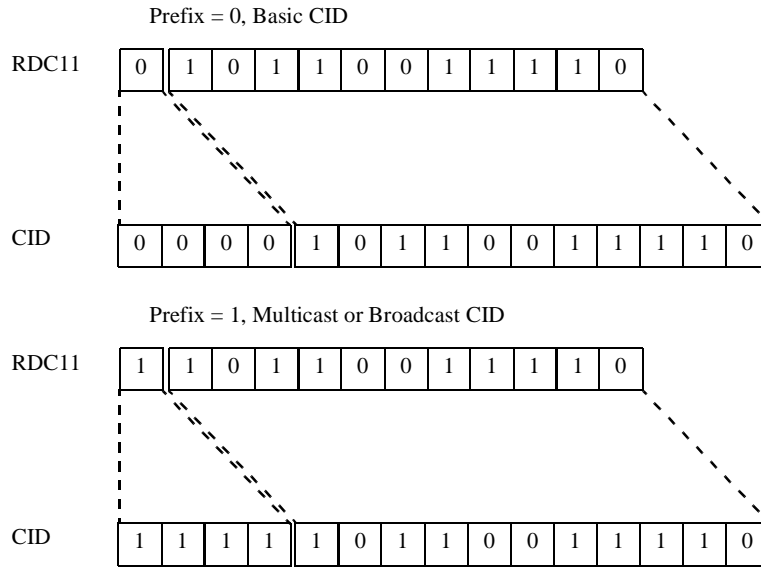 Prefix = 0, Basic CID
RDC11 0 1 0 1 1 0 0 1 1 1 1 0
CID 0 0 0 0 1 0 1 1 0 0 1 1 1 1 0
Prefix = 1, Multicast or Broadcast CID
RDC11 1 1 0 1 1 0 0 1 1 1 1 0
CID 1 1 1 1 1 0 1 1 0 0 1 1 1 1 0